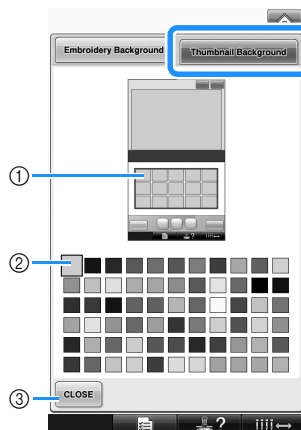 Embroidery Background
Thumbnail Background
①
②
③
CLOSE
?